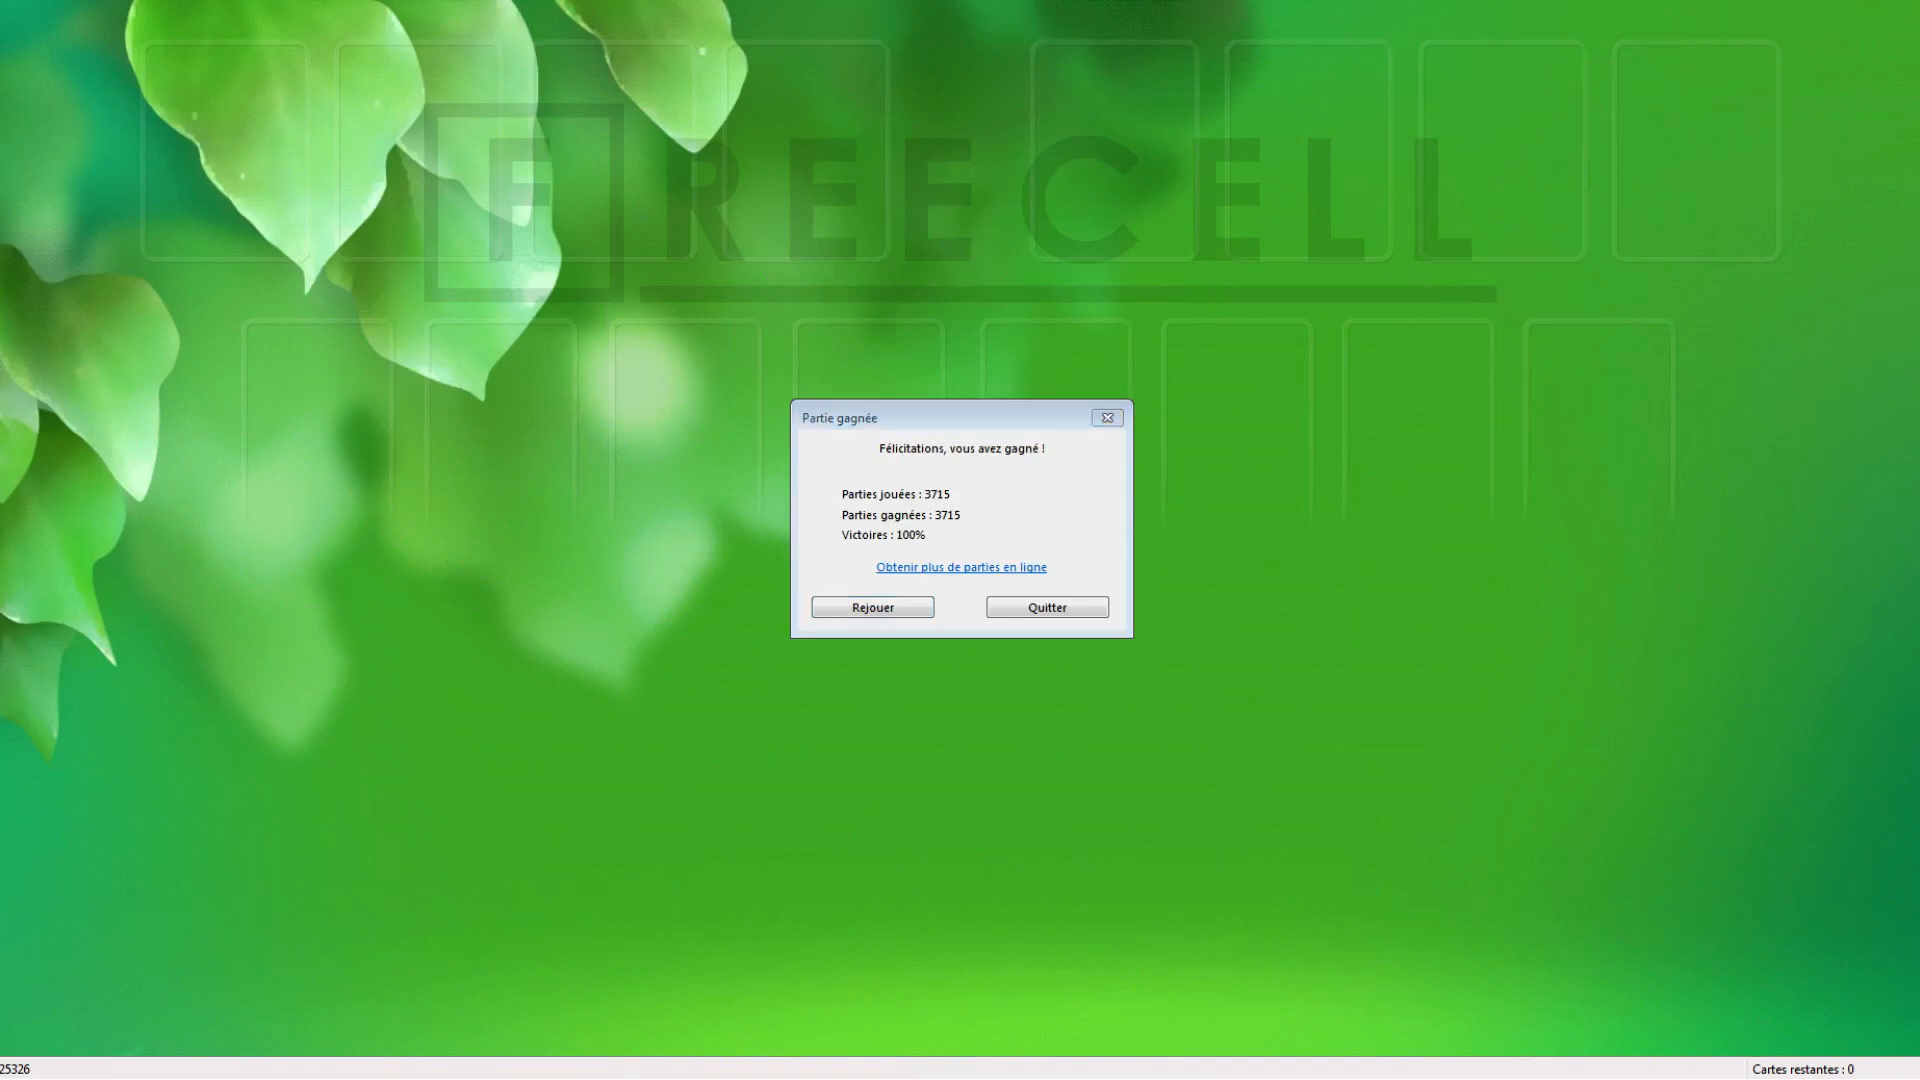 FREECELL
Partie gagnée
Félicitations, vous avez gagné !
Parties jouées : 3715
Parties gagnées : 3715
Victoires : 100%
Obtenir plus de parties en ligne
Rejouer
Quitter
25326
Cartes restantes : 0